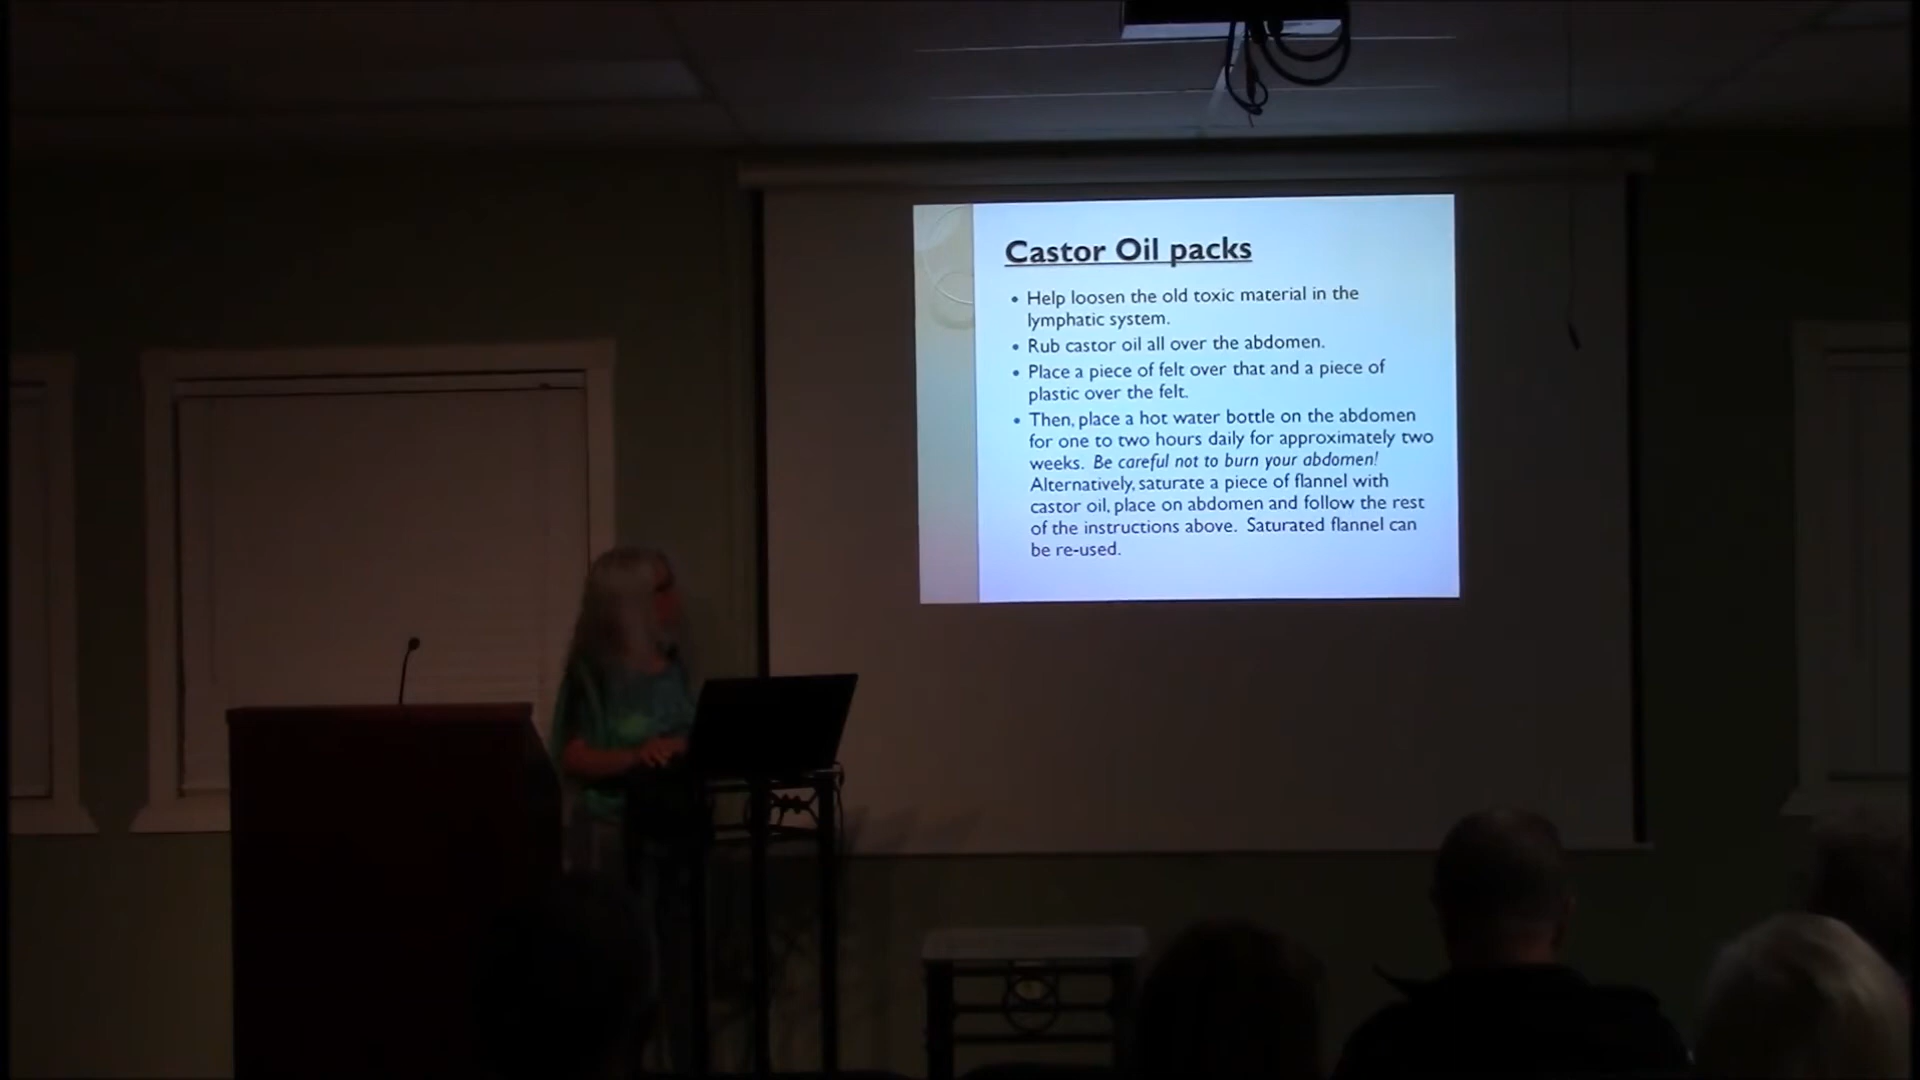 Castor Oil packs
• Help loosen the old toxic material in the
lymphatic system.
• Rub castor oil all over the abdomen.
• Place a piece of felt over that and a piece of
plastic over the felt.
• Then, place a hot water bottle on the abdomen
for one to two hours daily for approximately two
weeks. Be careful not to burn your abdomen!
Alternatively, saturate a piece of flannel with
castor oil, place on abdomen and follow the rest
of the instructions above. Saturated flannel can
be re-used.